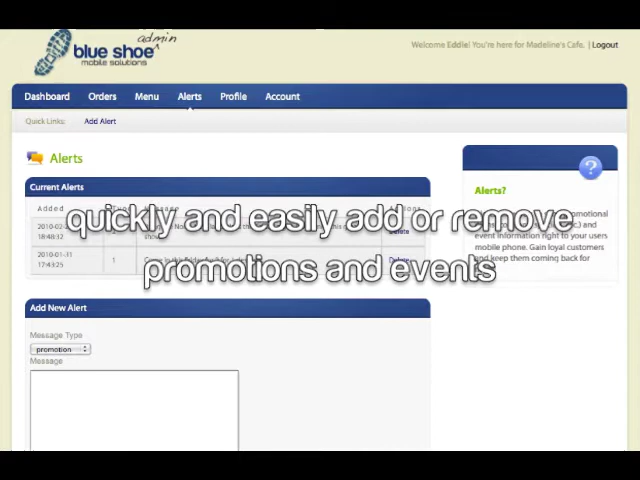 admin
blue shoe
mobile solutions
Welcome Eddie! You're here for Madeline's Cafe. | Logout
Dashboard Orders Menu Alerts Profile Account
Quick Links: Add Alert
Alerts
Current Alerts
Added
quickly and easily add or remove
promotions and events
18:48:32
2010-01-31
17:43:25
1
Delete
Alerts?
event information right to your users
mobile phone. Gain loyal customers
and keep them coming back for
Add New Alert
Message Type
promotion
Message